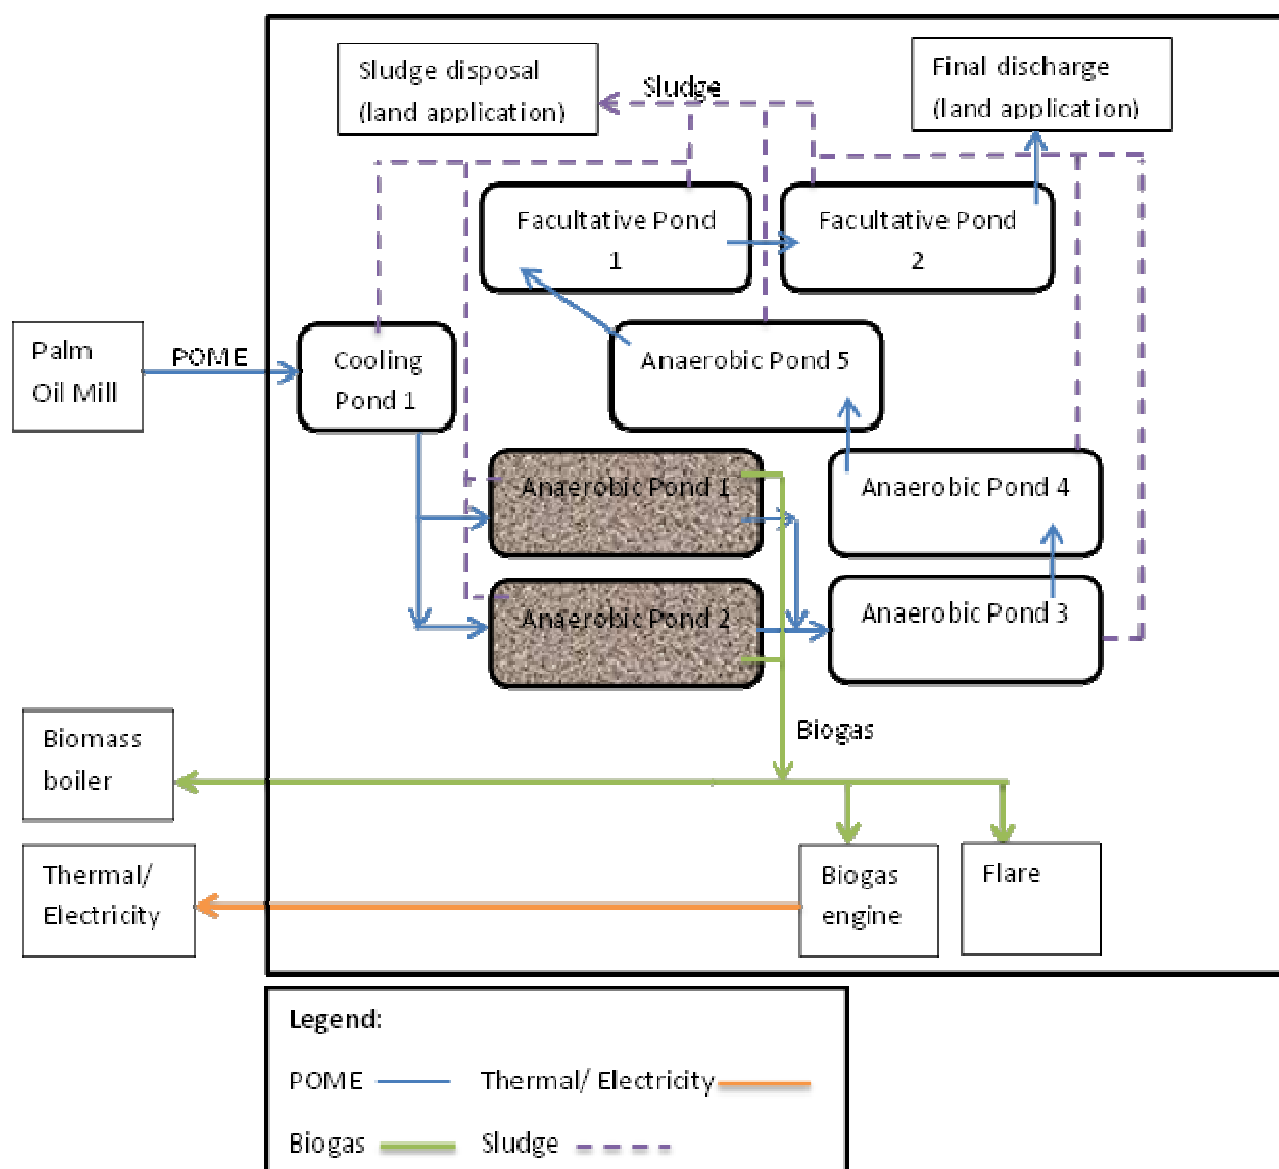 Sludge disposal
(land application)
Sludge
Final discharge
(land application)
Facultative Pond
1
Facultative Pond
2
Palm
Oil Mill
POME
Cooling
Pond 1
Anaerobic Pond 5
Anaerobic Pond 1
Anaerobic Pond 4
Anaerobic Pond 2
Anaerobic Pond 3
Biogas
Biomass
boiler
Thermal/
Electricity
Biogas
engine
Flare
Legend:
POME
Thermal/ Electricity
Biogas
Sludge